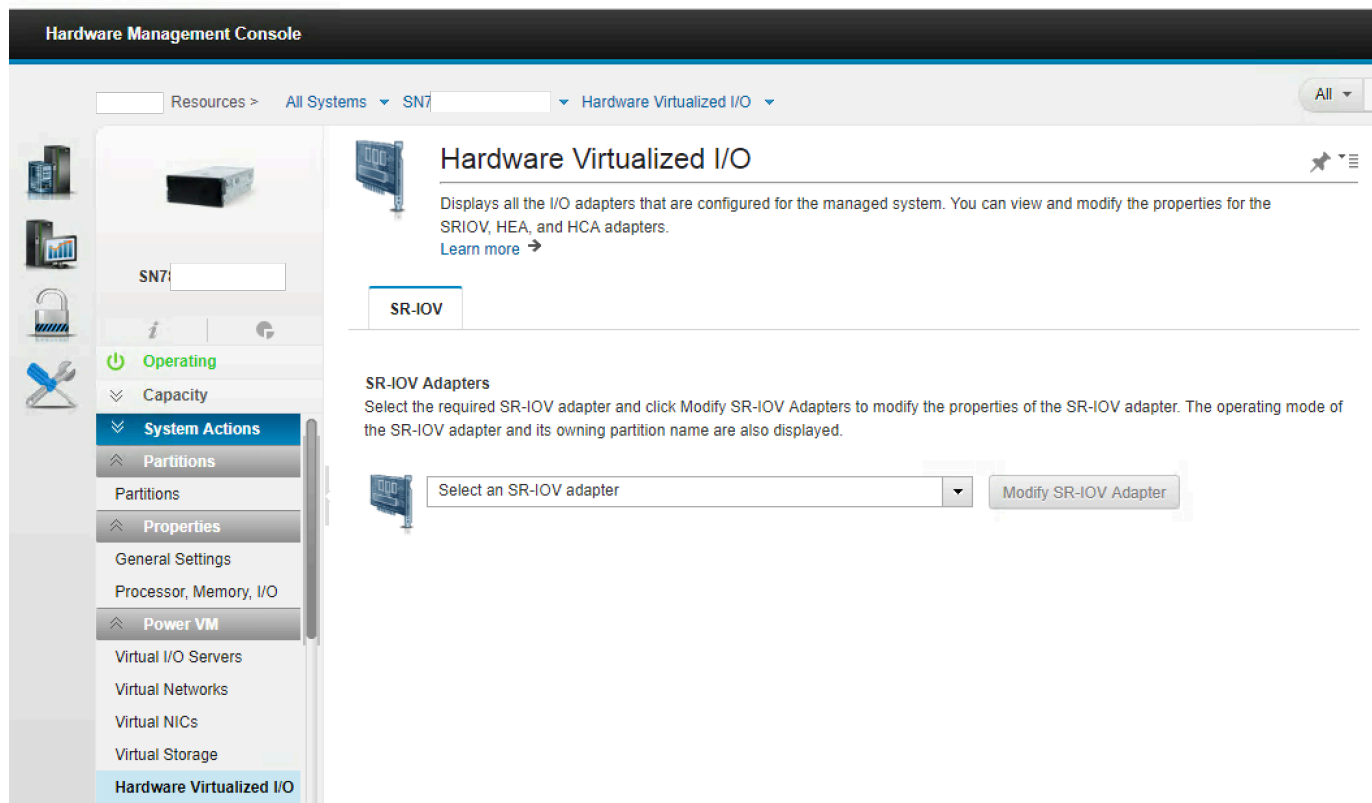 Hardware Management Console
Resources > All Systems SN7 Hardware Virtualized I/O
All
Hardware Virtualized I/O
Displays all the I/O adapters that are configured for the managed system. You can view and modify the properties for the
SRIOV, HEA, and HCA adapters.
Learn more
SN78
SR-IOV
Operating
Capacity
System Actions
Partitions
Partitions
Properties
General Settings
Processor, Memory, I/O
Power VM
Virtual I/O Servers
Virtual Networks
Virtual NICs
Virtual Storage
Hardware Virtualized I/O
SR-IOV Adapters
Select the required SR-IOV adapter and click Modify SR-IOV Adapters to modify the properties of the SR-IOV adapter. The operating mode of
the SR-IOV adapter and its owning partition name are also displayed.
Select an SR-IOV adapter
Modify SR-IOV Adapter